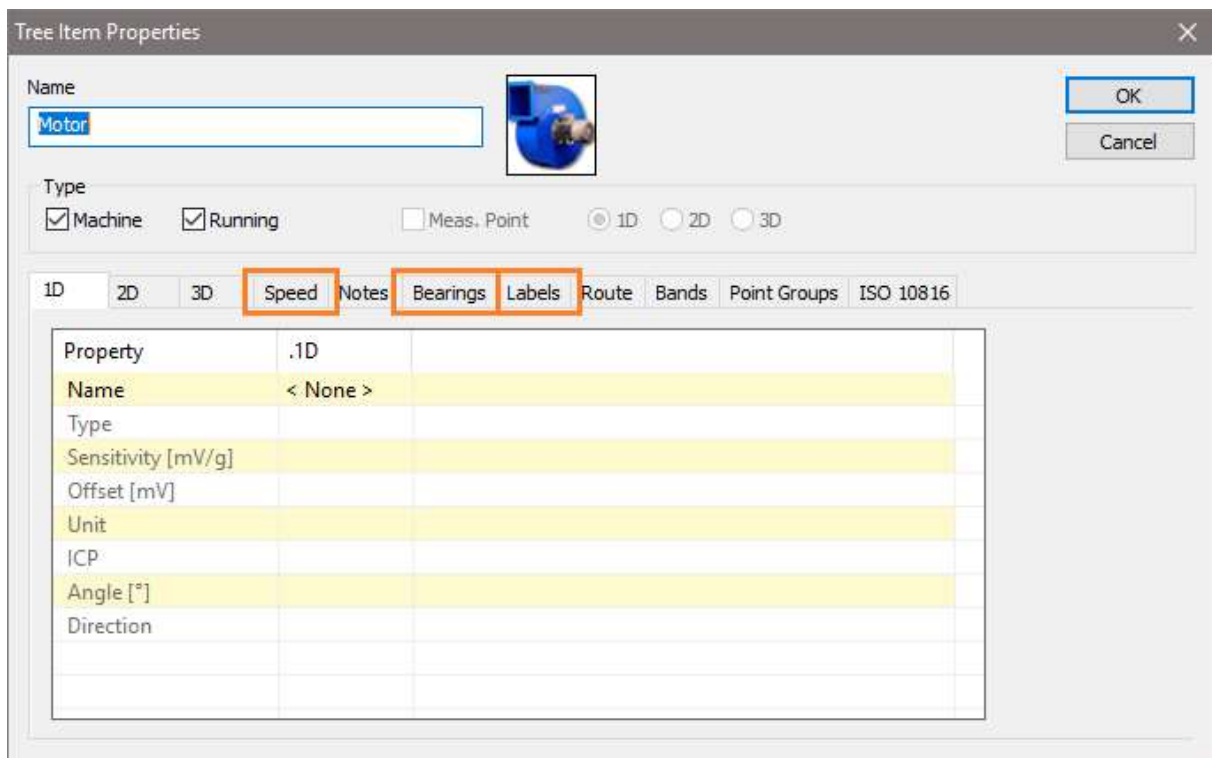 Tree Item Properties
Name
OK
Motor
Cancel
Type
Machine Running Meas. Point 1D 2D 3D
1D 2D 3D Speed Notes Bearings Labels Route Bands Point Groups ISO 10816
Property .1D
Name < None >
Type
Sensitivity [mV/g]
Offset [mV]
Unit
ICP
Angle [°]
Direction